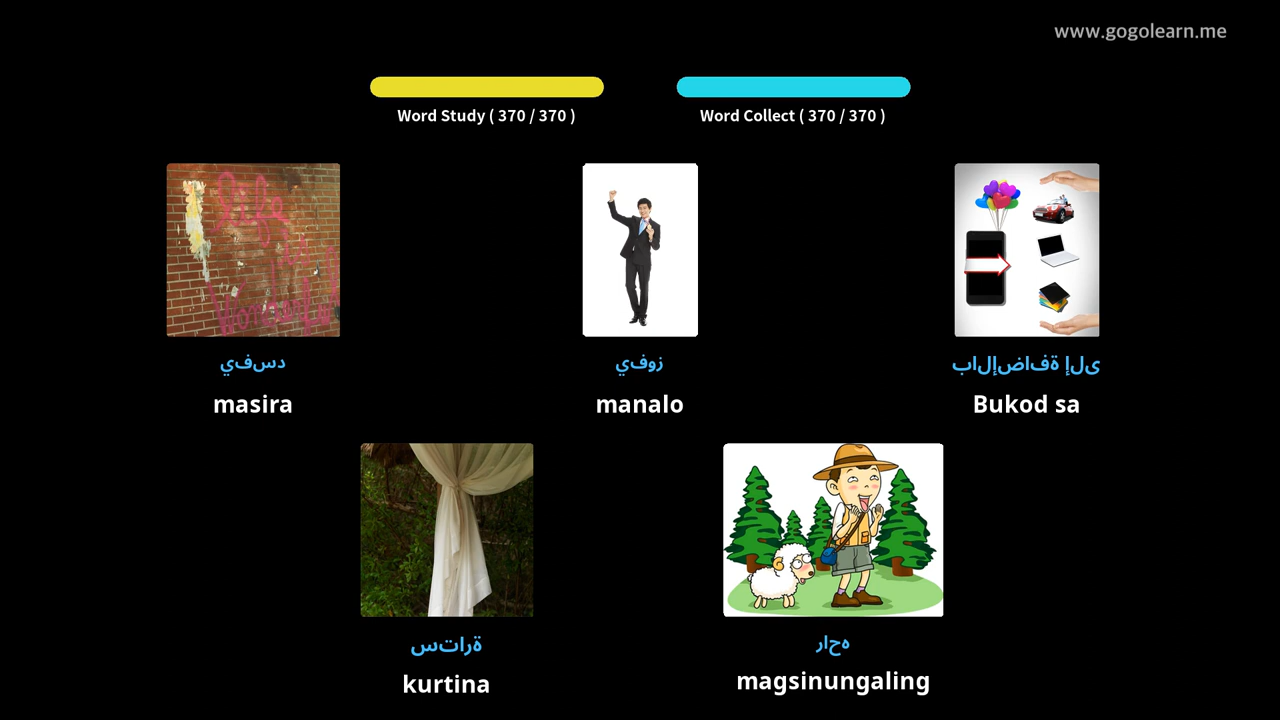 www.gogolearn.me
Word Study ( 370 / 370 )
Word Collect ( 370 / 370 )
دسفي
زوفي
ىلإ ةفاضإلاب
masira
manalo
Bukod sa
ةراتس
هحار
kurtina
magsinungaling